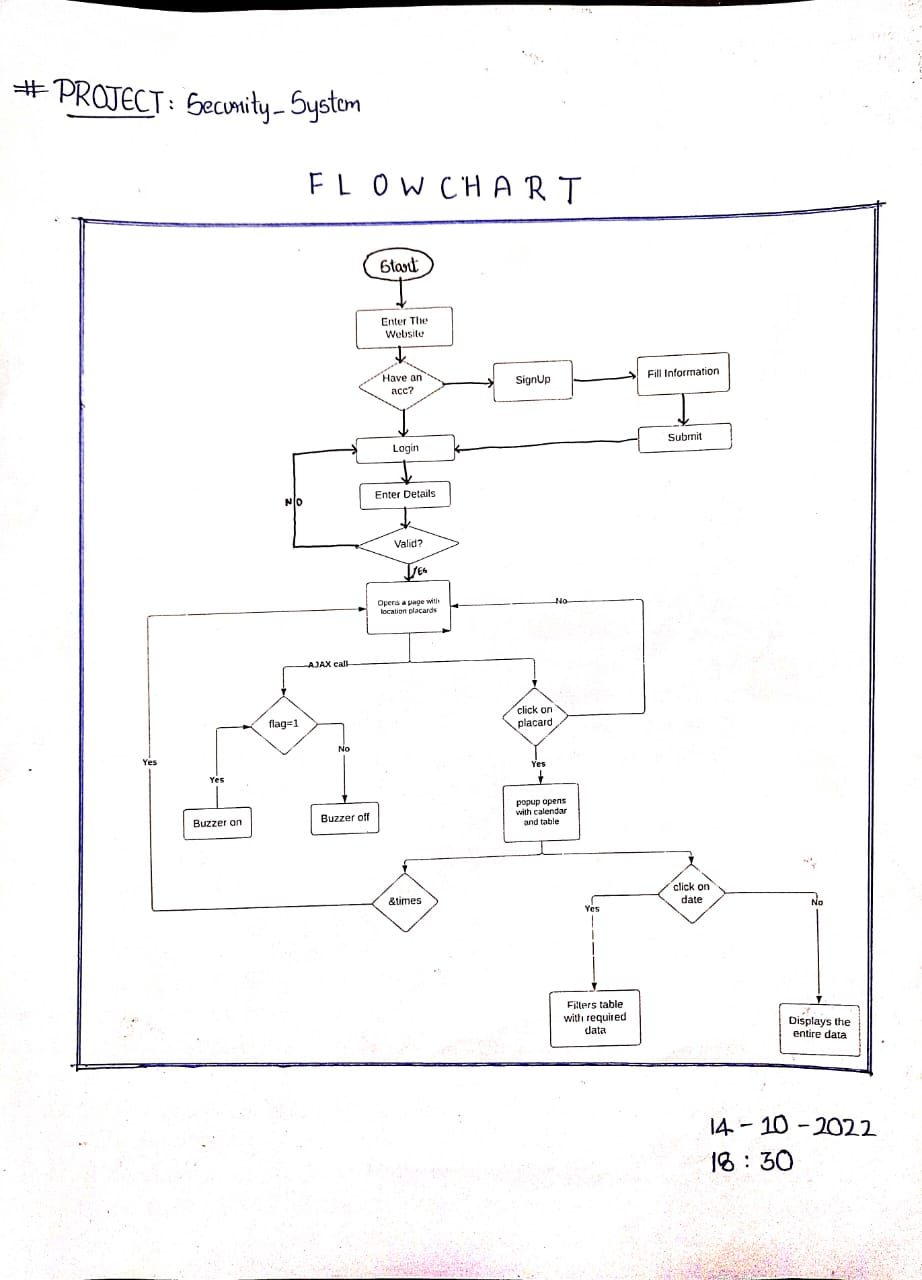 # PROJECT: Security_System
FLOWCHART
Start
Enter The
Website
Have an
acc?
SignUp
Fill Information
Submit
Login
NO
Enter Details
Valid?
YES
Opens a page with
location placards
No
AJAX call
flag=1
click on
placard
No
Yes
Yes
Yes
Buzzer on
Buzzer off
popup opens
with calendar
and table
&times
click on
date
Yes
No
Filters table
with required
data
Displays the
entire data
14-10-2022
18:30